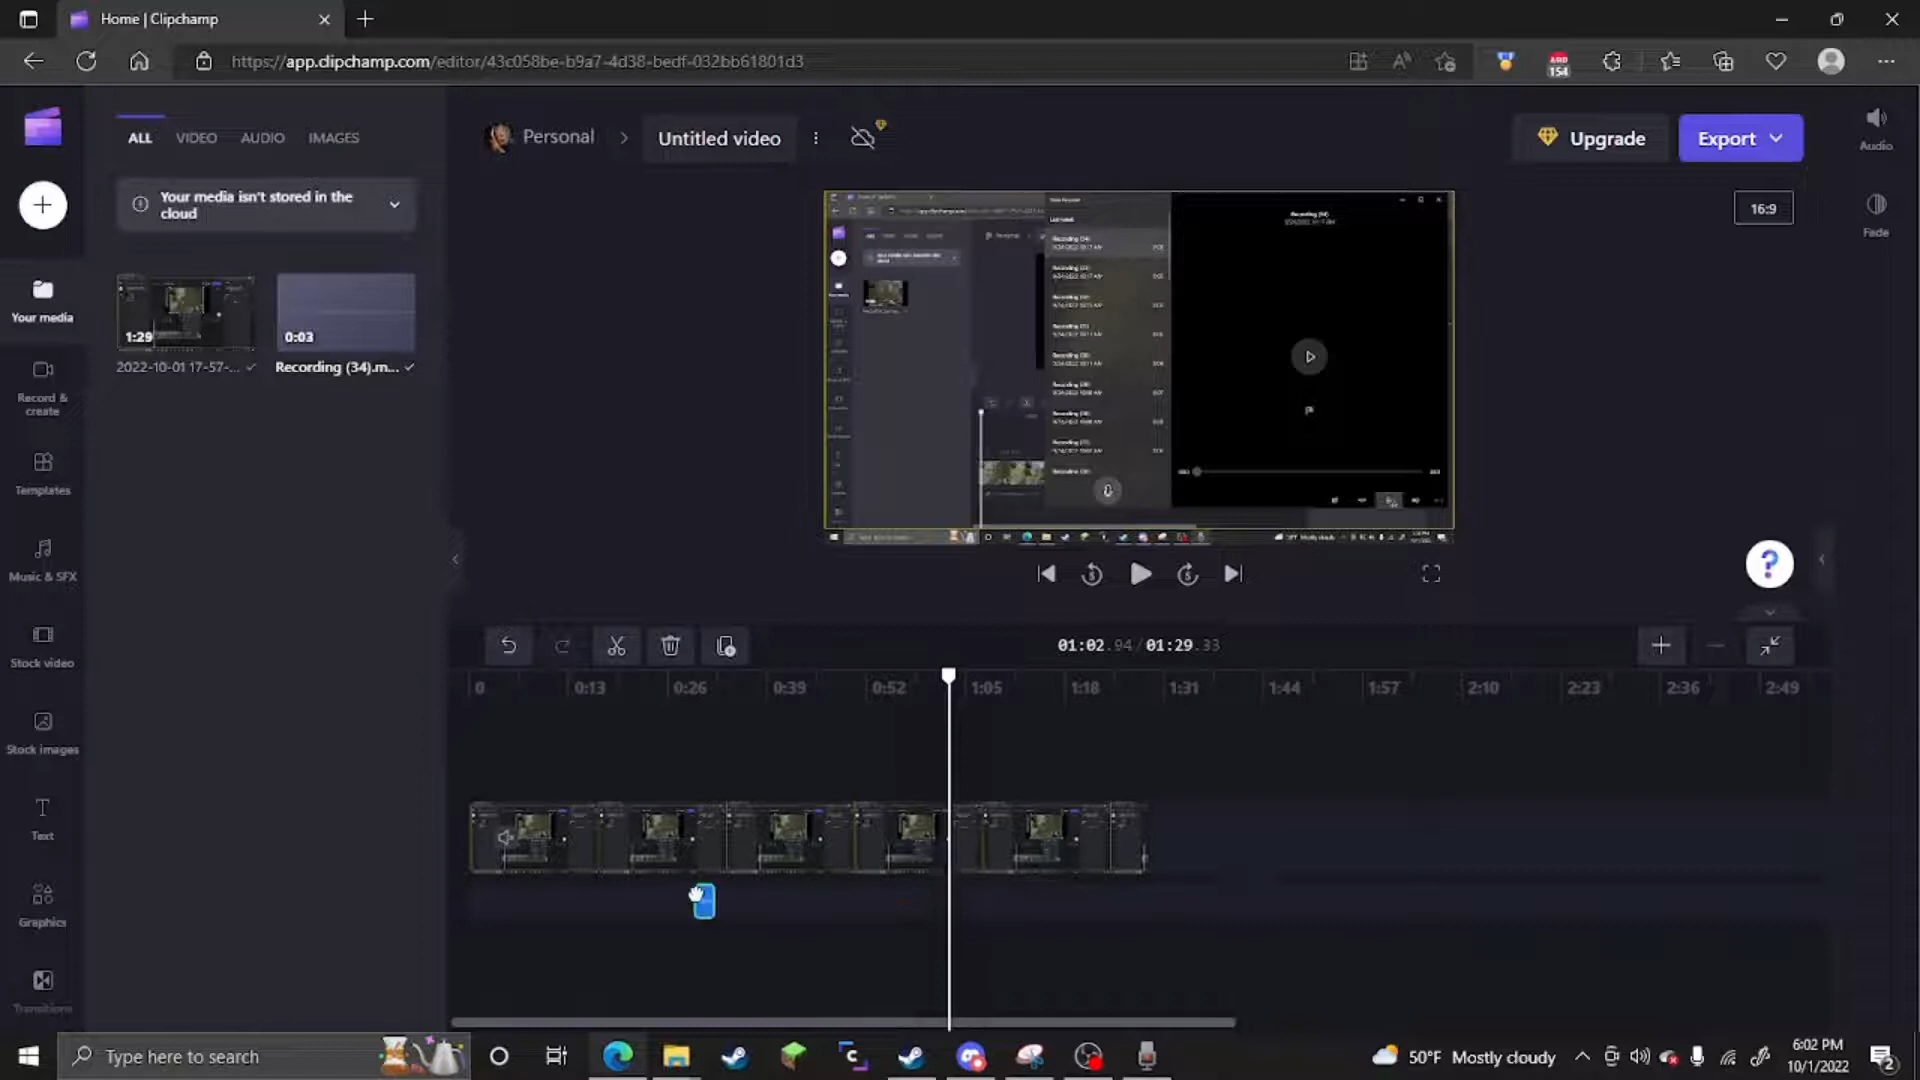 Home | Clipchamp
https://app.clipchamp.com/editor/43c058be-b9a7-4d38-bedf-032bb61801d3
154
ALL VIDEO AUDIO IMAGES
Personal
Untitled video
Upgrade
Export
Audio
Your media isn't stored in the
cloud
16:9
Fade
Your media
1:29
0:03
2022-10-01 17-57-...
Recording (34).m...
Record &
create
Templates
Music & SFX
Stock video
01:02.94/01:29.33
0 0:13 0:26 0:39 0:52 1:05 1:18 1:31 1:44 1:57 2:10 2:23 2:36 2:49
Stock images
Text
Graphics
Transitions
Type here to search
50°F Mostly cloudy
6:02 PM
10/1/2022
2